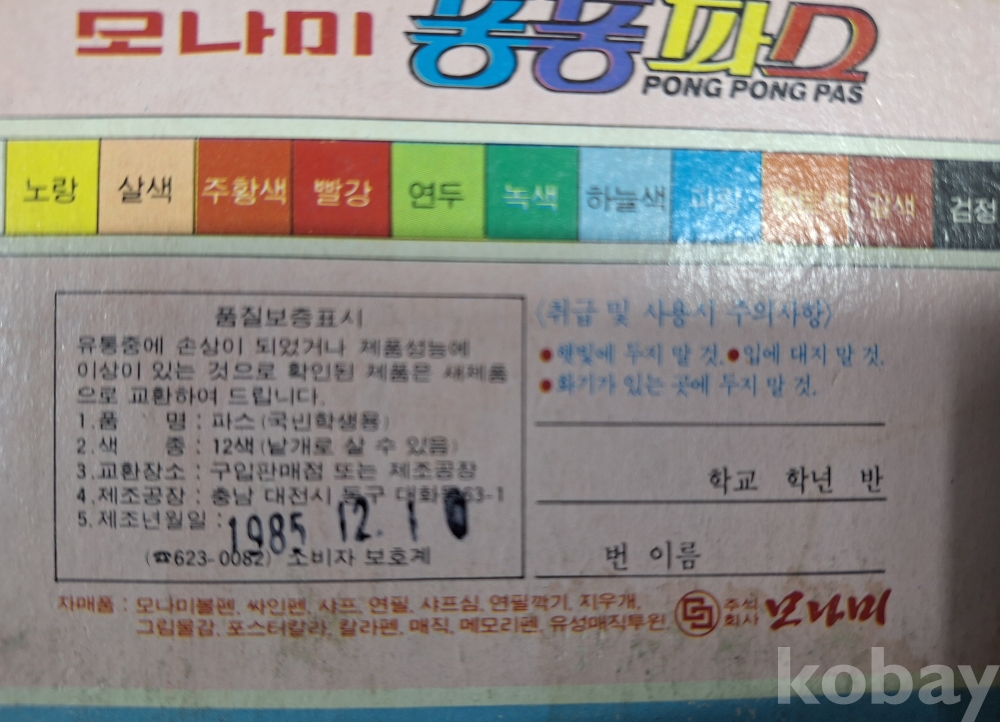 모나미 퐁퐁파스
PONG PONG PAS
노랑 살색 주황색 빨강 연두 녹색 하늘색 파랑 갈색 검정
품질보증표시
유통중에 손상이 되었거나 제품성능에
이상이 있는 것으로 확인된 제품은 새제품
으로 교환하여 드립니다.
1.품 명 : 파스 (국민학생용)
2.색 종 : 12색 (낱개로 살 수 있음)
3.교환장소 : 구입판매점 또는 제조공장
4.제조공장 : 충남 대전시 동구 대화동63-1
5.제조년월일 : 1985 12. 10
(☎623-0082) 소비자 보호계
〈취급 및 사용시 주의사항〉
●햇빛에 두지 말 것. ●입에 대지 말 것.
●화기가 있는 곳에 두지 말 것.
학교 학년 반
번 이름
자매품 : 모나미볼펜, 싸인펜, 샤프, 연필, 샤프심, 연필깎기, 지우개,
그림물감, 포스터칼라, 칼라펜, 매직, 메모리펜, 유성매직투윈,
주식회사 모나미
kobay